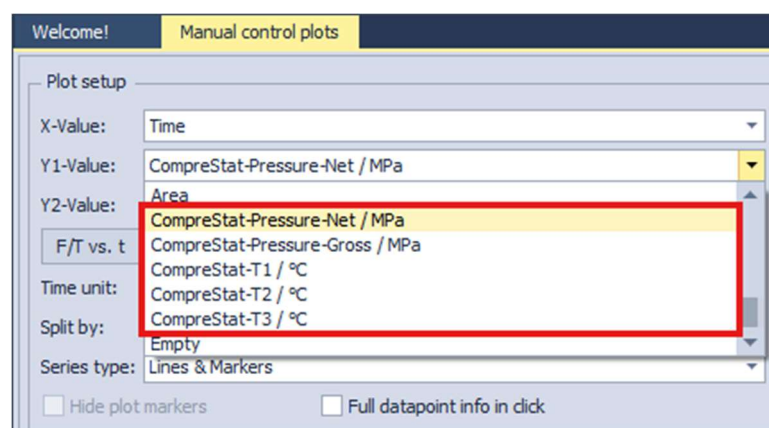 Welcome! Manual control plots
Plot setup
X-Value: Time
Y1-Value: CompreStat-Pressure-Net / MPa
Y2-Value: Area
CompreStat-Pressure-Net / MPa
F/T vs. t CompreStat-Pressure-Gross / MPa
CompreStat-T1 / °C
Time unit: CompreStat-T2 / °C
Split by: CompreStat-T3 / °C
Empty
Series type: Lines & Markers
Hide plot markers Full datapoint info in click